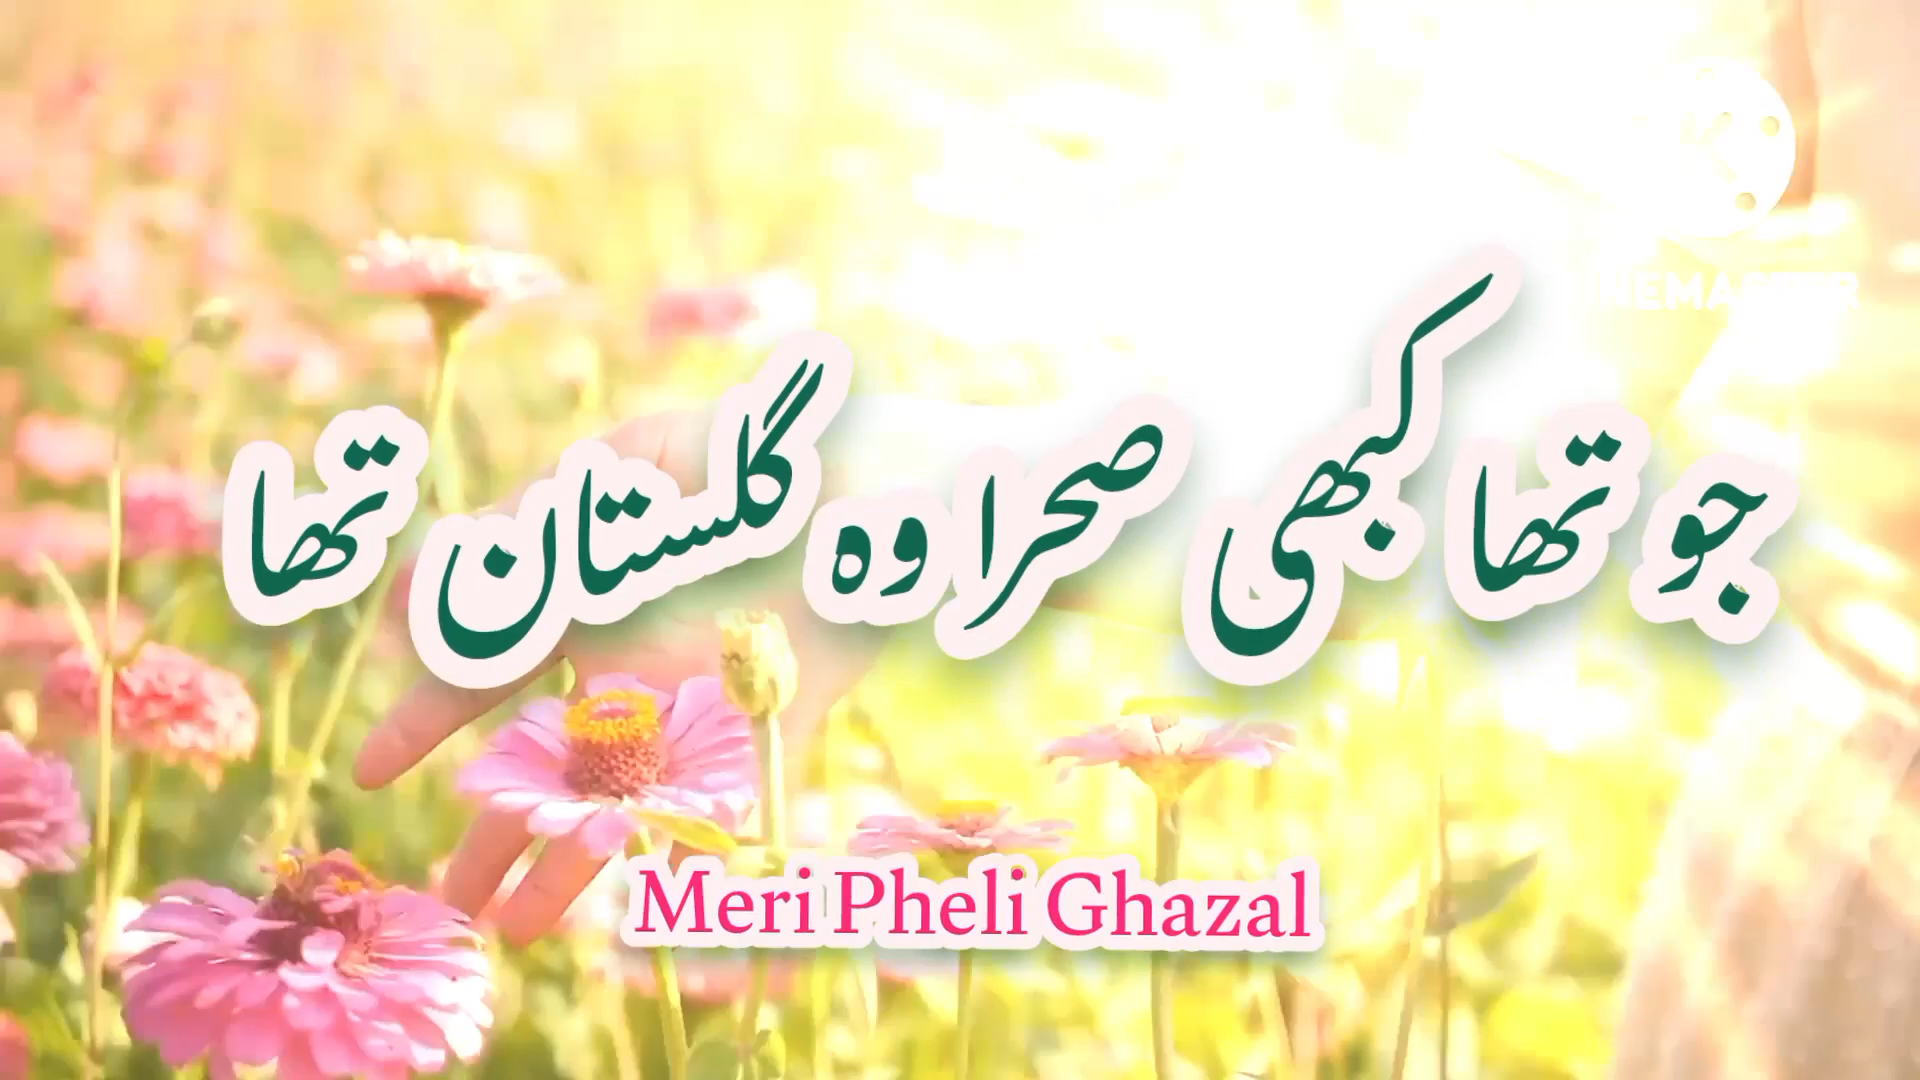 جو تھا کبھی صحرا وہ گلستان تھا
Meri Pheli Ghazal